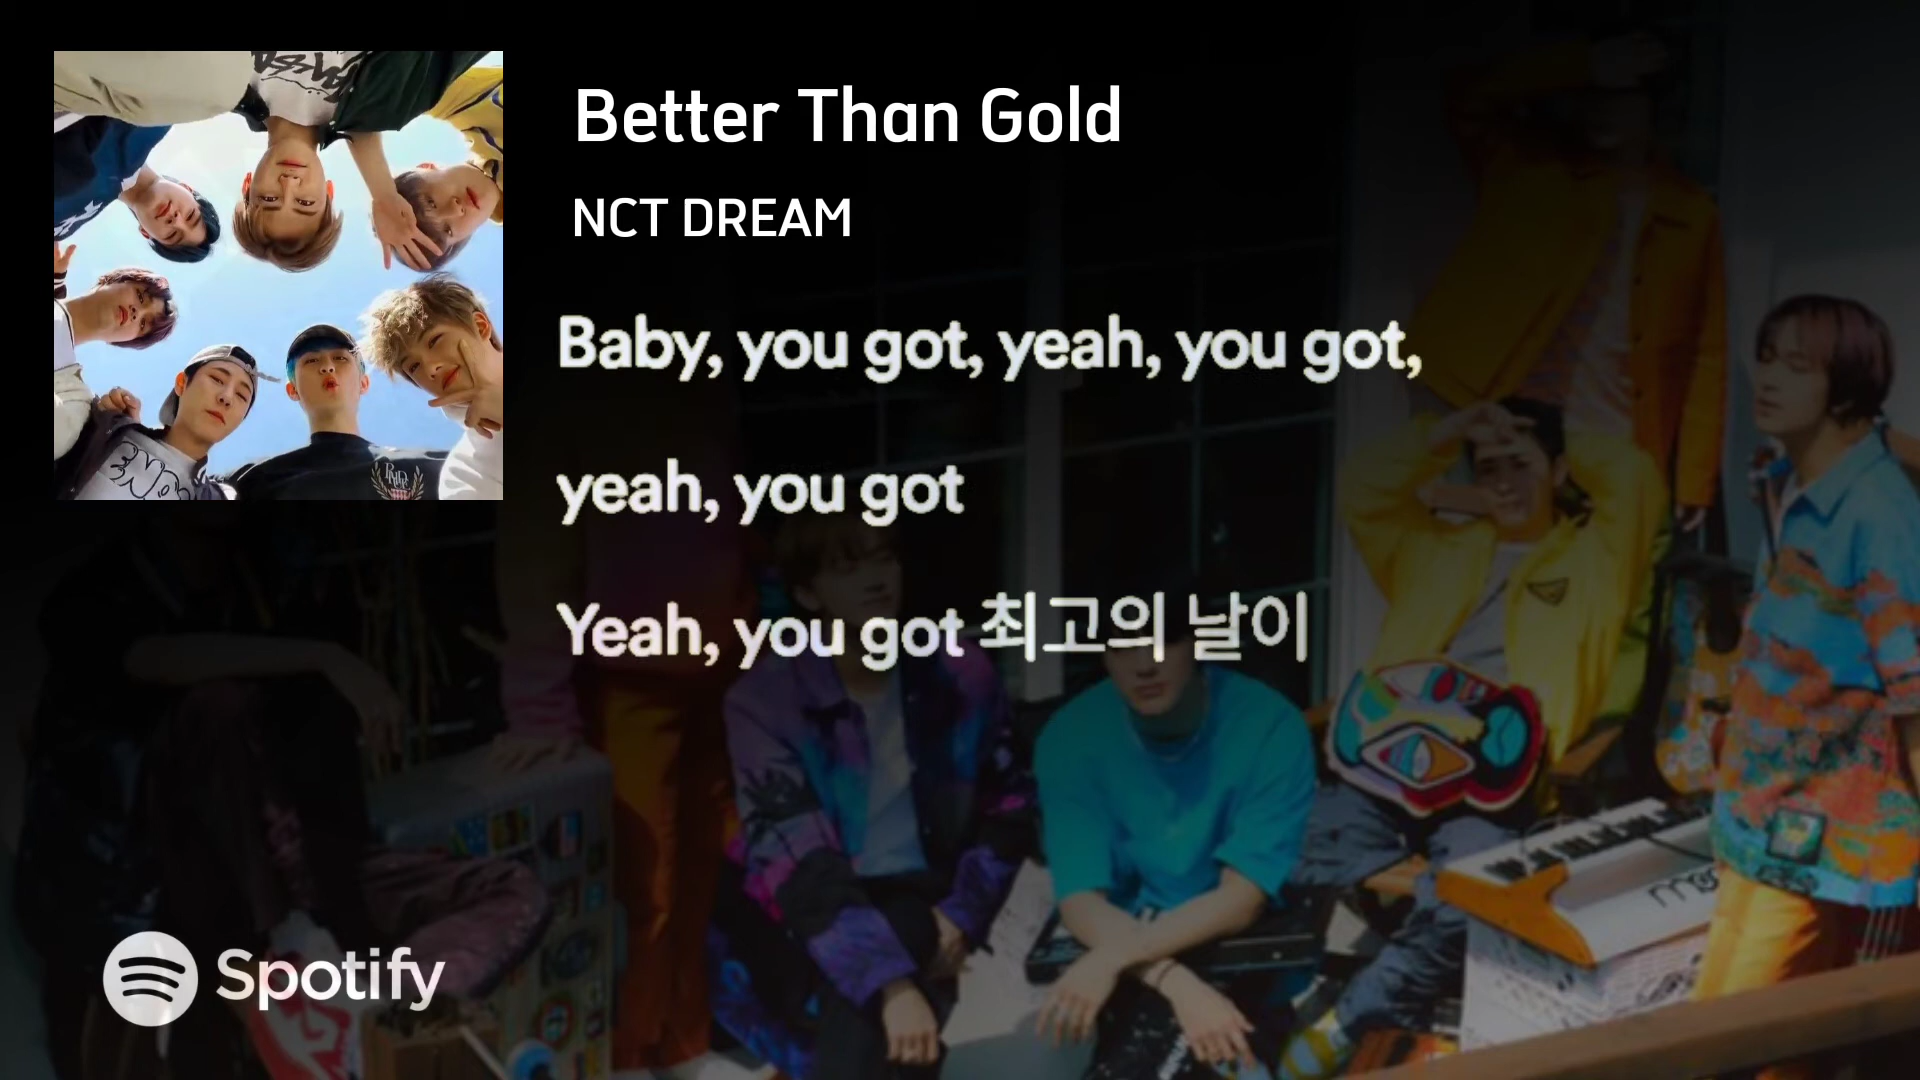 Better Than Gold
NCT DREAM
Baby, you got, yeah, you got,
yeah, you got
Yeah, you got 최고의 날이
Spotify